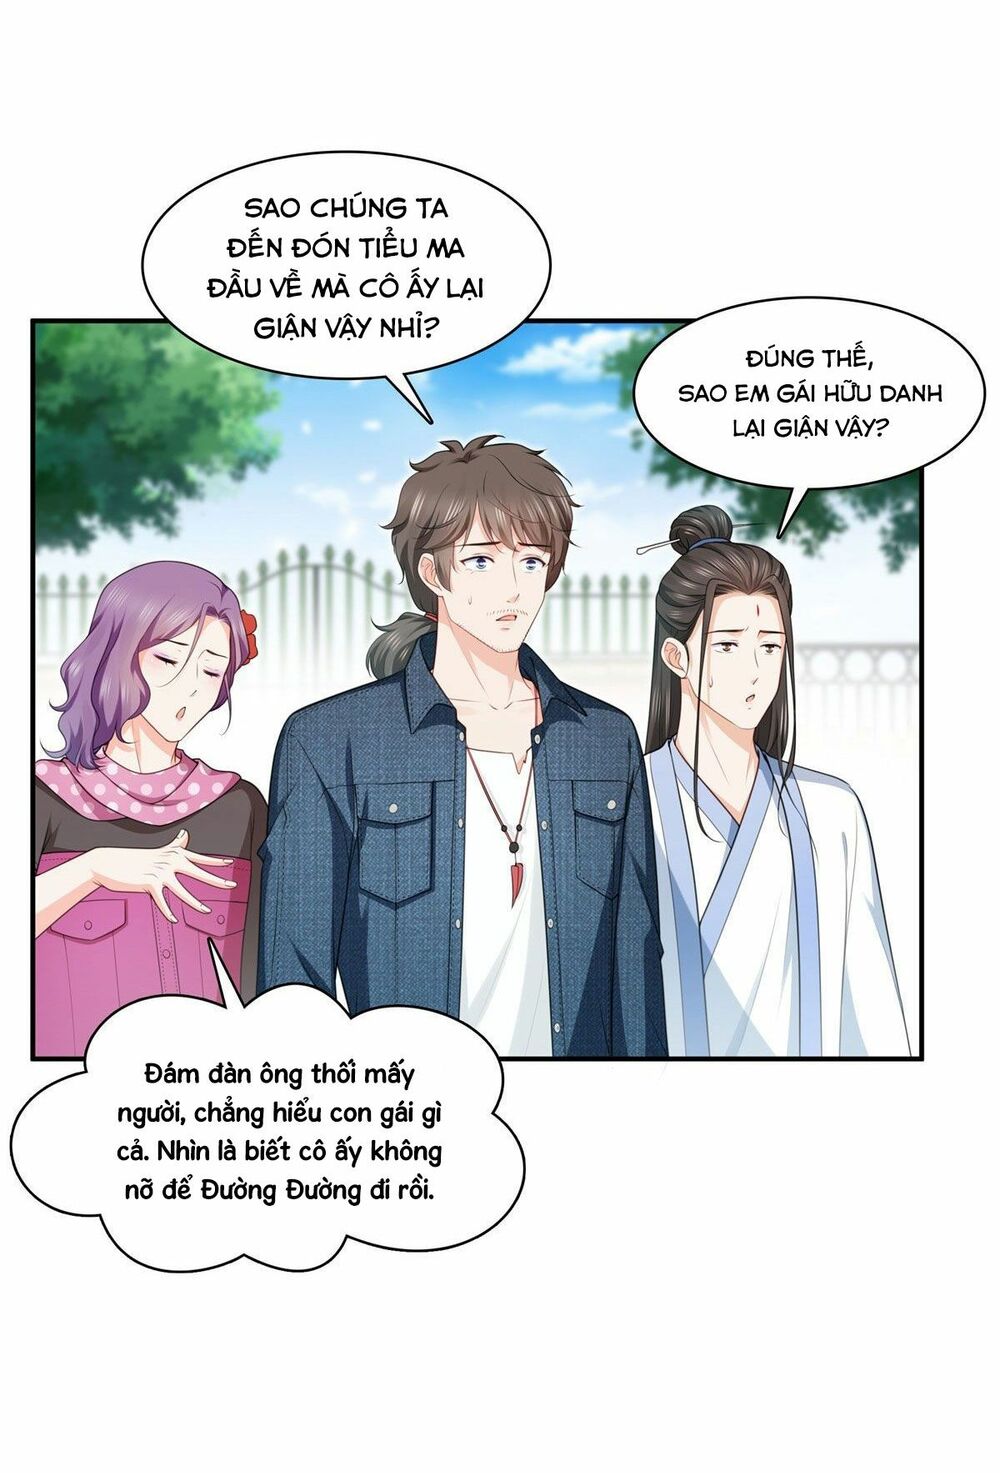 SAO CHÚNG TA
ĐẾN ĐÓN TIỂU MA
ĐẦU VỀ MÀ CÔ ẤY LẠI
GIẬN VẬY NHỈ?
ĐÚNG THẾ,
SAO EM GÁI HỮU DANH
LẠI GIẬN VẬY?
Đám đàn ông thối mấy
người, chẳng hiểu con gái gì
cả. Nhìn là biết cô ấy không
nỡ để Đường Đường đi rồi.